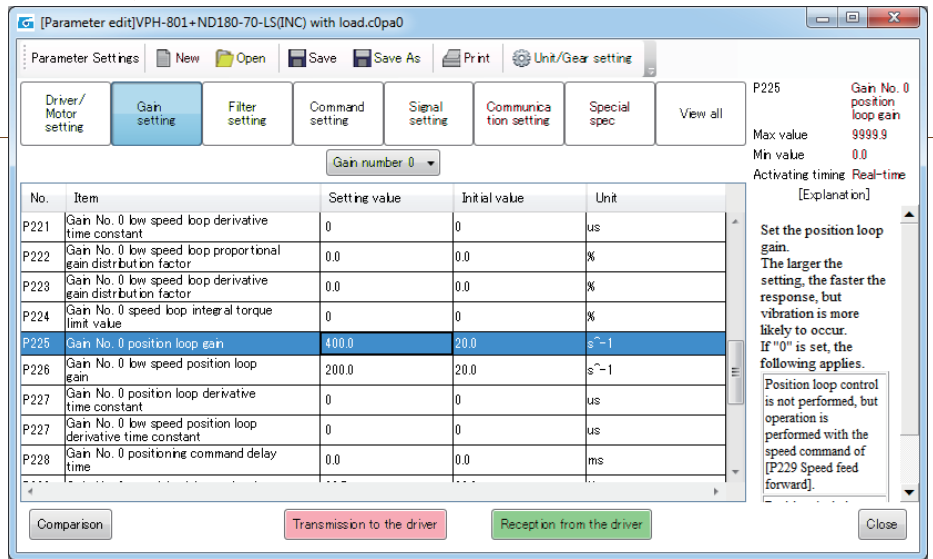 [Parameter edit]VPH-801+ND180-70-LS(INC) with load.c0pa0
Parameter Settings New Open Save Save As Print Unit/Gear setting
Driver/
Motor
setting
Gain
setting
Filter
setting
Command
setting
Signal
setting
Communica
tion setting
Special
spec
View all
Gain number 0
No. Item Setting value Initial value Unit
P221 Gain No. 0 low speed loop derivative
time constant 0 0 us
P222 Gain No. 0 low speed loop proportional
gain distribution factor 0.0 0.0 %
P223 Gain No. 0 low speed loop derivative
gain distribution factor 0.0 0.0 %
P224 Gain No. 0 speed loop integral torque
limit value 0 0 %
P225 Gain No. 0 position loop gain 400.0 20.0 s^-1
P226 Gain No. 0 low speed position loop
gain 200.0 20.0 s^-1
P227 Gain No. 0 position loop derivative
time constant 0 0 us
P227 Gain No. 0 low speed position loop
derivative time constant 0 0 us
P228 Gain No. 0 positioning command delay
time 0.0 0.0 ms
Comparison Transmission to the driver Reception from the driver Close
P225 Gain No. 0
position
loop gain
Max value 9999.9
Min value 0.0
Activating timing Real-time
[Explanation]
Set the position loop
gain.
The larger the
setting, the faster the
response, but
vibration is more
likely to occur.
If "0" is set, the
following applies.
Position loop control
is not performed, but
operation is
performed with the
speed command of
[P229 Speed feed
forward].